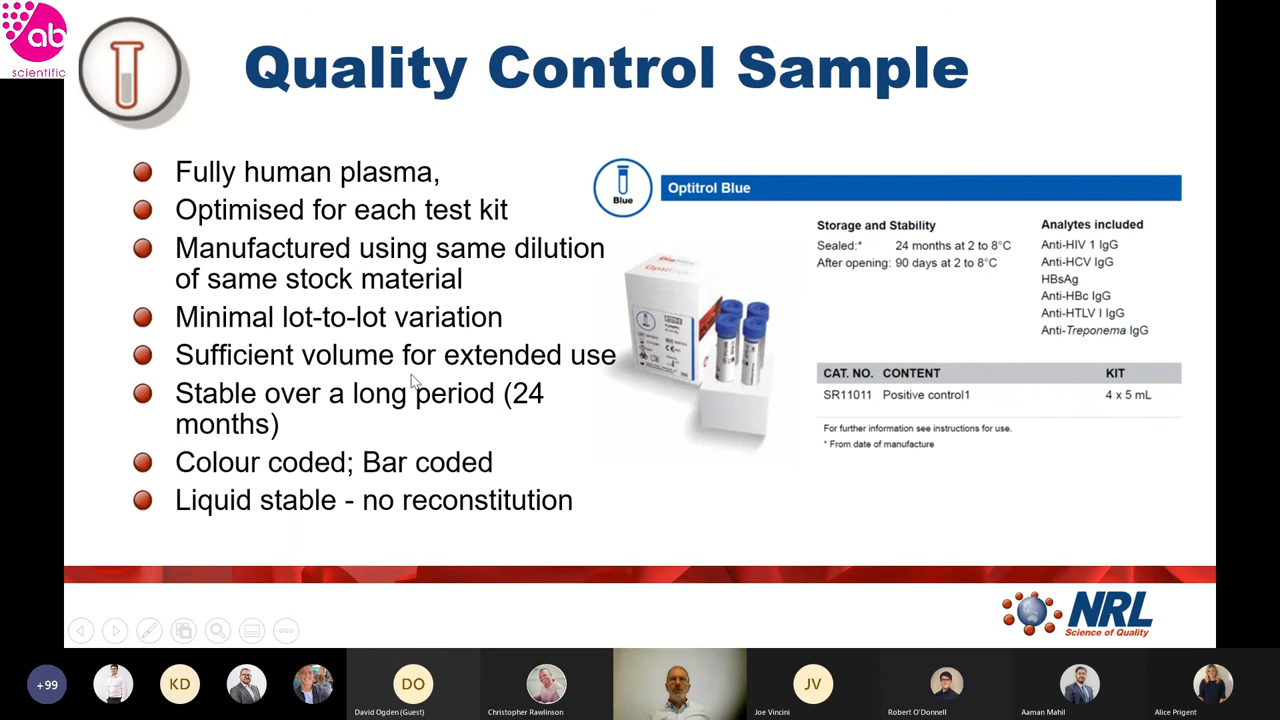 ab
scientific
Quality Control Sample
Fully human plasma,
Optimised for each test kit
Manufactured using same dilution
of same stock material
Minimal lot-to-lot variation
Sufficient volume for extended use
Stable over a long period (24
months)
Colour coded; Bar coded
Liquid stable - no reconstitution
Blue
Optitrol Blue
Storage and Stability
Sealed:* 24 months at 2 to 8°C
After opening: 90 days at 2 to 8°C
Analytes included
Anti-HIV 1 IgG
Anti-HCV IgG
HBsAg
Anti-HBc IgG
Anti-HTLV I IgG
Anti-Treponema IgG
CAT. NO. CONTENT KIT
SR11011 Positive control1 4 x 5 mL
For further information see instructions for use.
* From date of manufacture
NRL
Science of Quality
+99
KD
DO
David Ogden (Guest)
Christopher Rawlinson
JV
Joe Vincini
Robert O'Donnell
Aaman Mahil
Alice Prigent